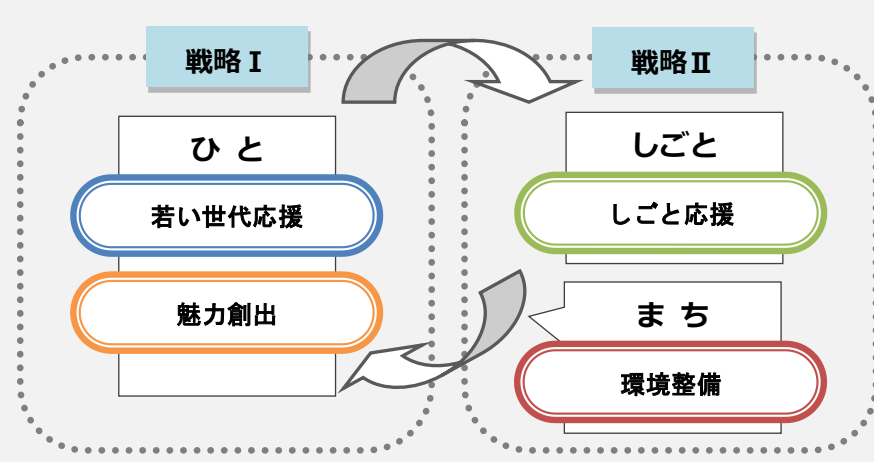 戦略Ⅰ
ひ と
若い世代応援
魅力創出
戦略Ⅱ
しごと
しごと応援
ま ち
環境整備